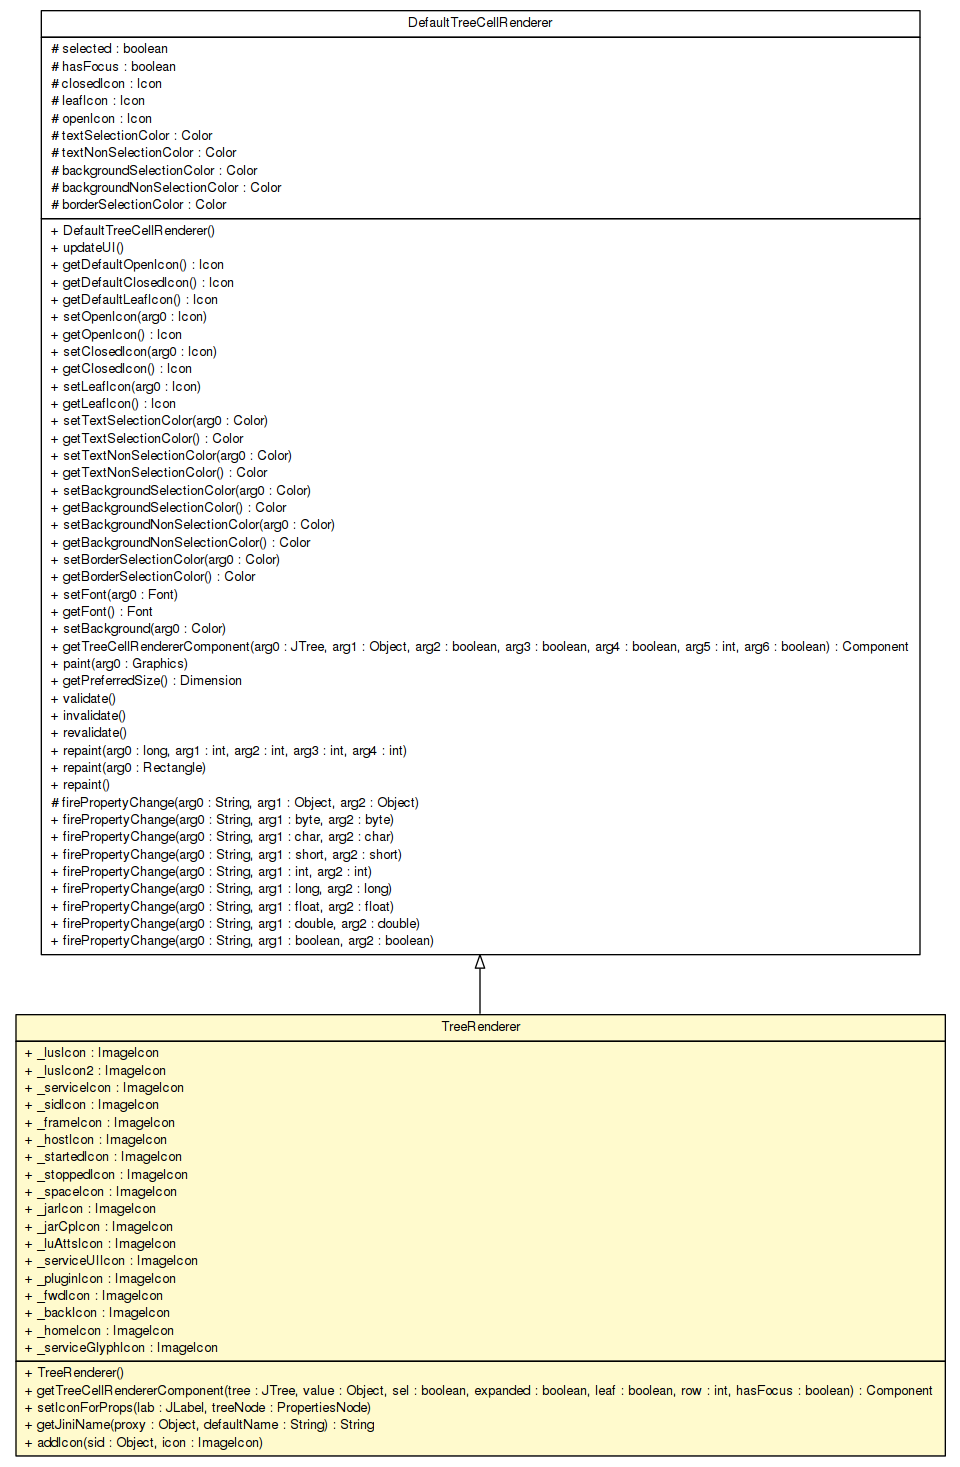 DefaultTreeCellRenderer
# selected : boolean
# hasFocus : boolean
# closedIcon : Icon
# leafIcon : Icon
# openIcon : Icon
# textSelectionColor : Color
# textNonSelectionColor : Color
# backgroundSelectionColor : Color
# backgroundNonSelectionColor : Color
# borderSelectionColor : Color
+ DefaultTreeCellRenderer()
+ updateUI()
+ getDefaultOpenIcon() : Icon
+ getDefaultClosedIcon() : Icon
+ getDefaultLeafIcon() : Icon
+ setOpenIcon(arg0 : Icon)
+ getOpenIcon() : Icon
+ setClosedIcon(arg0 : Icon)
+ getClosedIcon() : Icon
+ setLeafIcon(arg0 : Icon)
+ getLeafIcon() : Icon
+ setTextSelectionColor(arg0 : Color)
+ getTextSelectionColor() : Color
+ setTextNonSelectionColor(arg0 : Color)
+ getTextNonSelectionColor() : Color
+ setBackgroundSelectionColor(arg0 : Color)
+ getBackgroundSelectionColor() : Color
+ setBackgroundNonSelectionColor(arg0 : Color)
+ getBackgroundNonSelectionColor() : Color
+ setBorderSelectionColor(arg0 : Color)
+ getBorderSelectionColor() : Color
+ setFont(arg0 : Font)
+ getFont() : Font
+ setBackground(arg0 : Color)
+ getTreeCellRendererComponent(arg0 : JTree, arg1 : Object, arg2 : boolean, arg3 : boolean, arg4 : boolean, arg5 : int, arg6 : boolean) : Component
+ paint(arg0 : Graphics)
+ getPreferredSize() : Dimension
+ validate()
+ invalidate()
+ revalidate()
+ repaint(arg0 : long, arg1 : int, arg2 : int, arg3 : int, arg4 : int)
+ repaint(arg0 : Rectangle)
+ repaint()
# firePropertyChange(arg0 : String, arg1 : Object, arg2 : Object)
+ firePropertyChange(arg0 : String, arg1 : byte, arg2 : byte)
+ firePropertyChange(arg0 : String, arg1 : char, arg2 : char)
+ firePropertyChange(arg0 : String, arg1 : short, arg2 : short)
+ firePropertyChange(arg0 : String, arg1 : int, arg2 : int)
+ firePropertyChange(arg0 : String, arg1 : long, arg2 : long)
+ firePropertyChange(arg0 : String, arg1 : float, arg2 : float)
+ firePropertyChange(arg0 : String, arg1 : double, arg2 : double)
+ firePropertyChange(arg0 : String, arg1 : boolean, arg2 : boolean)
TreeRenderer
+ _lusIcon : ImageIcon
+ _lusIcon2 : ImageIcon
+ _serviceIcon : ImageIcon
+ _sidIcon : ImageIcon
+ _frameIcon : ImageIcon
+ _hostIcon : ImageIcon
+ _startedIcon : ImageIcon
+ _stoppedIcon : ImageIcon
+ _spaceIcon : ImageIcon
+ _jarIcon : ImageIcon
+ _jarCpIcon : ImageIcon
+ _luAttsIcon : ImageIcon
+ _serviceUIIcon : ImageIcon
+ _pluginIcon : ImageIcon
+ _fwdIcon : ImageIcon
+ _backIcon : ImageIcon
+ _homeIcon : ImageIcon
+ _serviceGlyphIcon : ImageIcon
+ TreeRenderer()
+ getTreeCellRendererComponent(tree : JTree, value : Object, sel : boolean, expanded : boolean, leaf : boolean, row : int, hasFocus : boolean) : Component
+ setIconForProps(lab : JLabel, treeNode : PropertiesNode)
+ getJiniName(proxy : Object, defaultName : String) : String
+ addIcon(sid : Object, icon : ImageIcon)